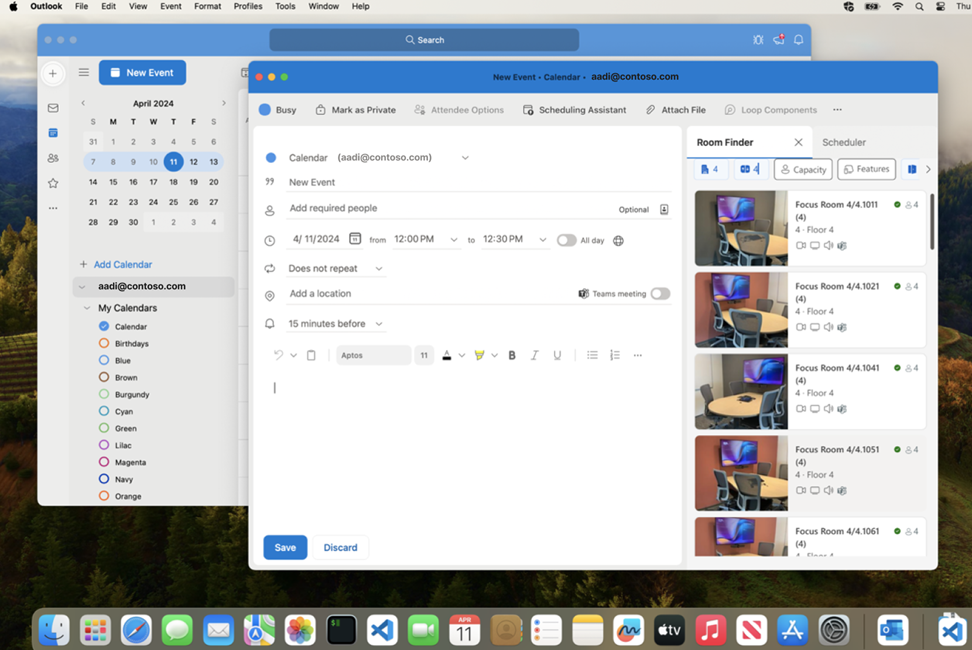 Outlook File Edit View Event Format Profiles Tools Window Help Thu
Search
New Event
April 2024
S M T W T F S
31 1 2 3 4 5 6
7 8 9 10 11 12 13
14 15 16 17 18 19 20
21 22 23 24 25 26 27
28 29 30 1 2 3 4
Add Calendar
aadi@contoso.com
My Calendars
Calendar
Birthdays
Blue
Brown
Burgundy
Cyan
Green
Lilac
Magenta
Navy
Orange
New Event • Calendar • aadi@contoso.com
Busy Mark as Private Attendee Options Scheduling Assistant Attach File Loop Components ...
Calendar (aadi@contoso.com)
New Event
Add required people Optional
4/ 11/2024 from 12:00 PM to 12:30 PM All day
Does not repeat
Add a location Teams meeting
15 minutes before
Aptos 11 A B I U ...
Save Discard
Room Finder Scheduler
4 4 Capacity Features
Focus Room 4/4.1011 4
(4)
4 - Floor 4
Focus Room 4/4.1021 4
(4)
4 - Floor 4
Focus Room 4/4.1041 4
(4)
4 - Floor 4
Focus Room 4/4.1051 4
(4)
4 - Floor 4
Focus Room 4/4.1061 4
(4)
4 - Floor 4
APR
11
tv